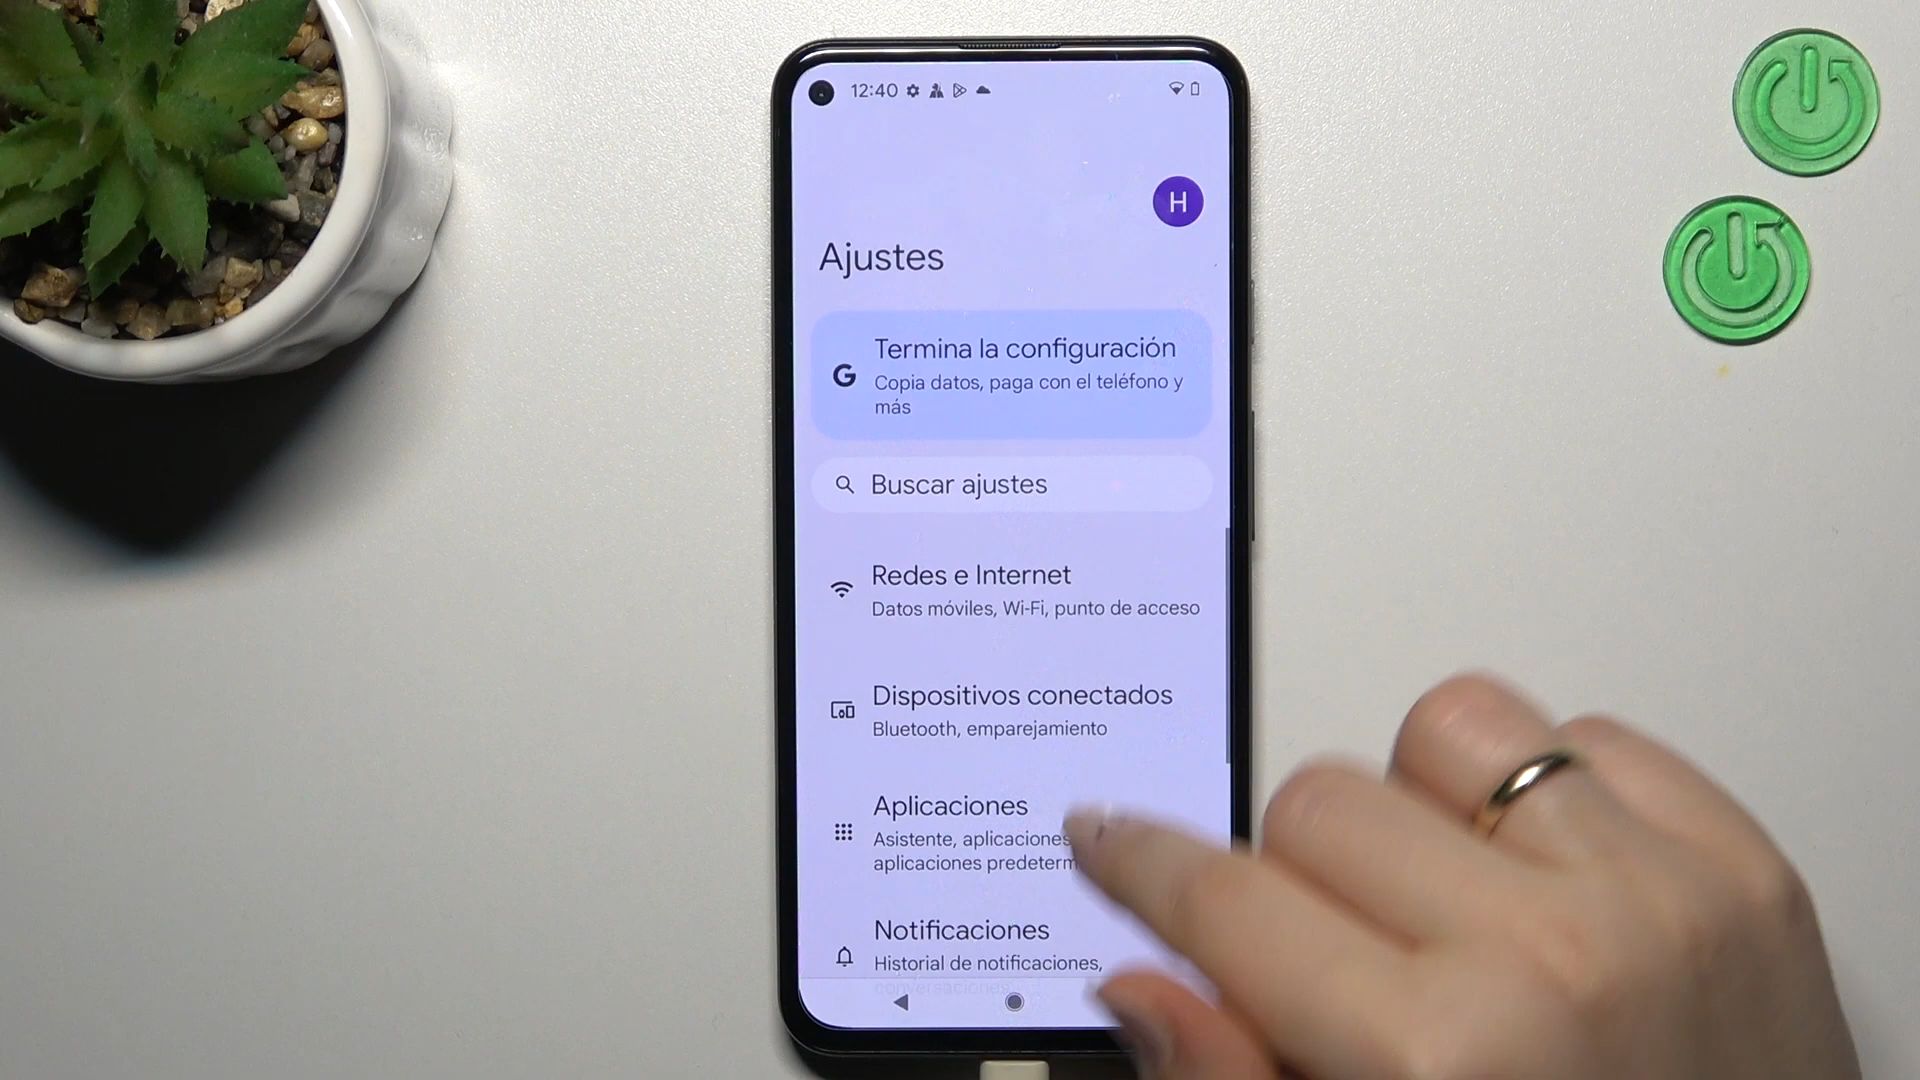 12:40
H
Ajustes
Termina la configuración
G
Copia datos, paga con el teléfono y
más
Buscar ajustes
Redes e Internet
Datos móviles, Wi-Fi, punto de acceso
Dispositivos conectados
Bluetooth, emparejamiento
Aplicaciones
Asistente, aplicaciones
aplicaciones predeterm
Notificaciones
Historial de notificaciones,
conversaciones